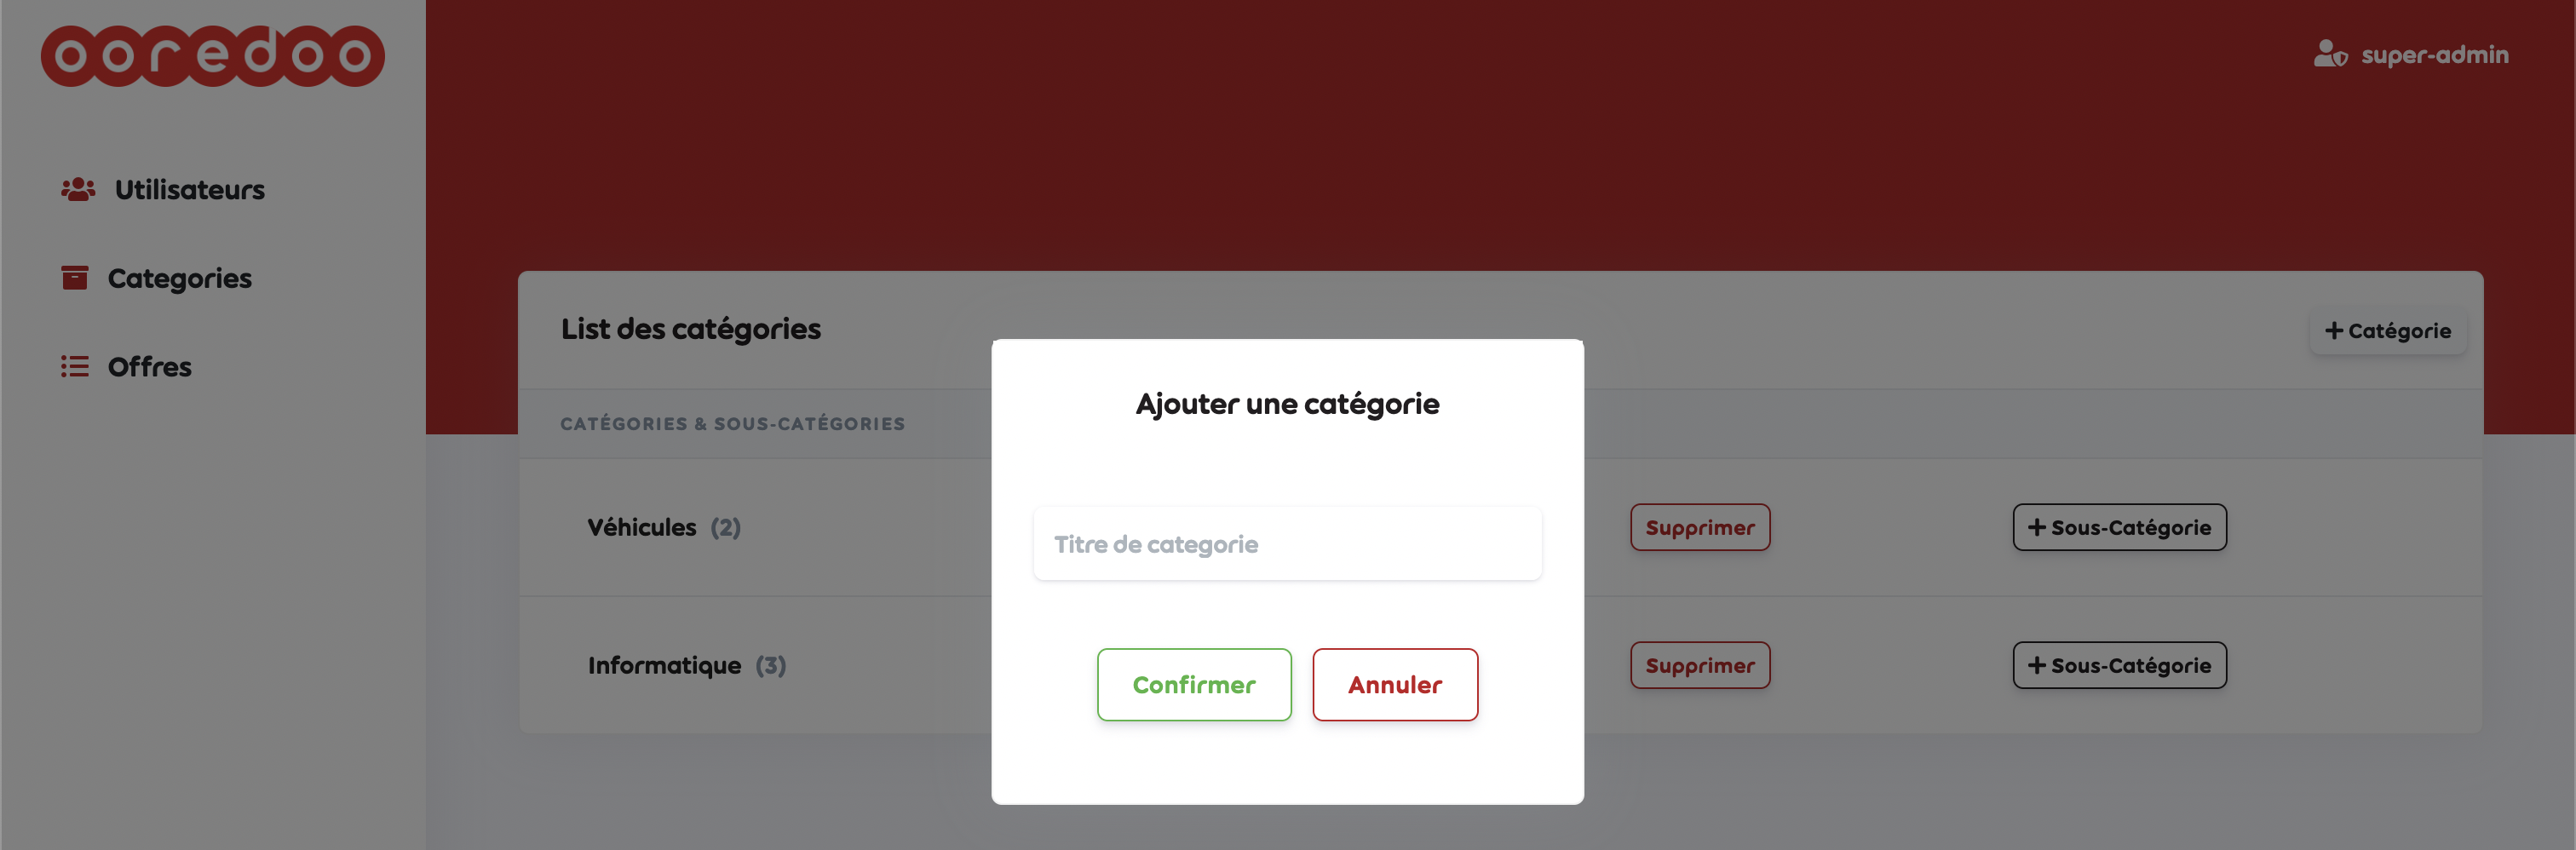 ooredoo
super-admin
Utilisateurs
Categories
Offres
List des catégories
Catégorie
CATÉGORIES & SOUS-CATÉGORIES
Véhicules (2)
Supprimer
Sous-Catégorie
Informatique (3)
Supprimer
Sous-Catégorie
Ajouter une catégorie
Titre de categorie
Confirmer
Annuler